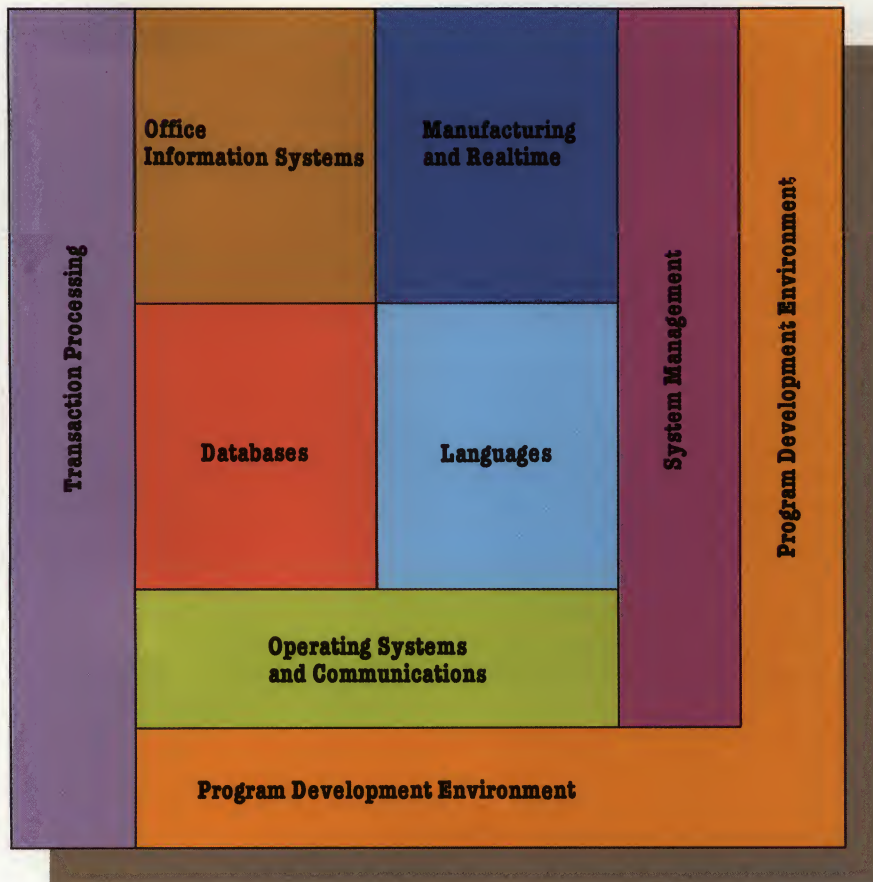 Office
Information Systems
Manufacturing
and Realtime
Transaction Processing
System Management
Program Development Environment
Databases
Languages
Operating Systems
and Communications
Program Development Environment